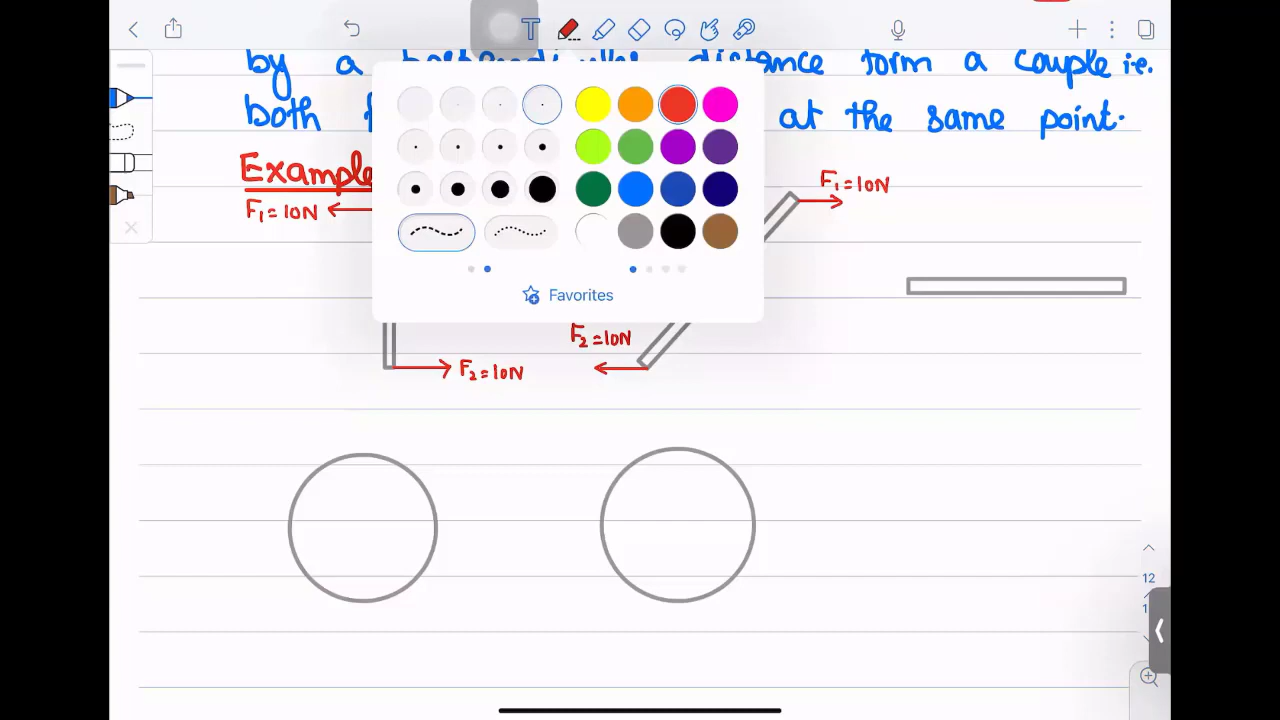 T
by a distance form a couple i.e.
both at the same point.
Example
F₁=10N
F₁=10N
Favorites
F₂=10N
F₂=10N
12